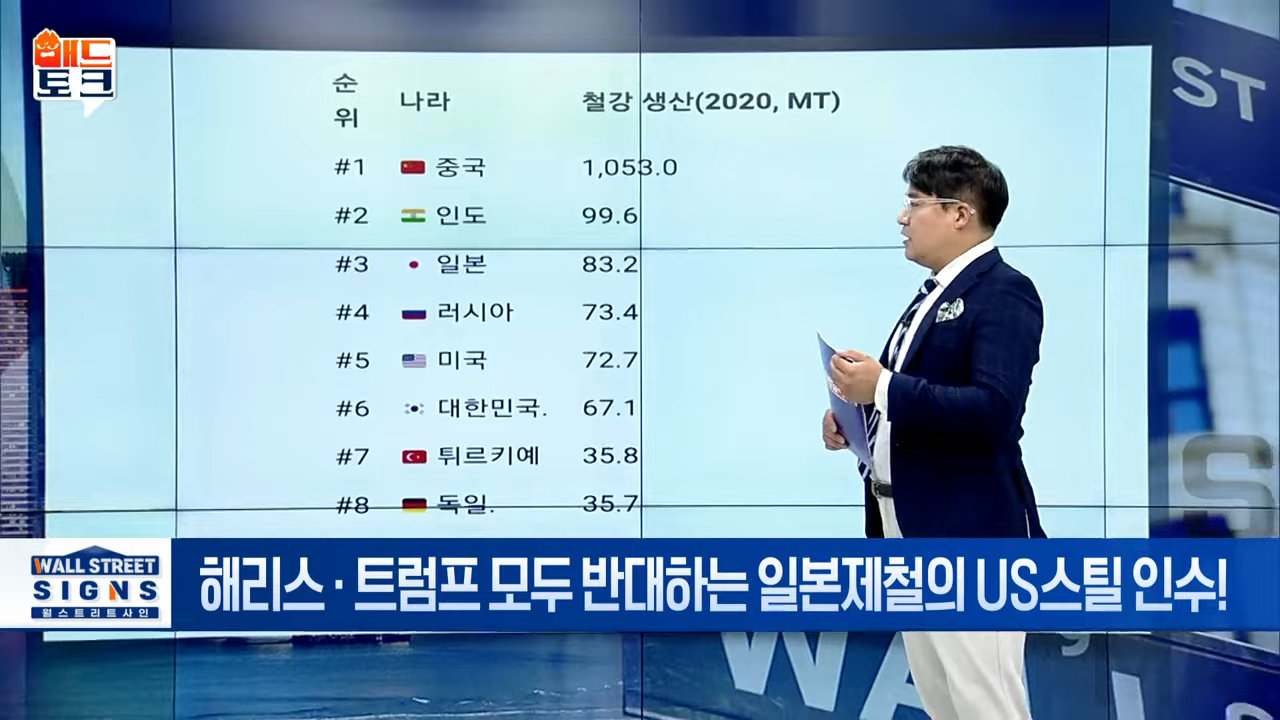 매드
토크
순
위
나라
철강 생산(2020, MT)
#1 중국 1,053.0
#2 인도 99.6
#3 일본 83.2
#4 러시아 73.4
#5 미국 72.7
#6 대한민국. 67.1
#7 튀르키예 35.8
#8 독일. 35.7
ST
S
WALL STREET
SIGNS
월스트리트사인
해리스·트럼프 모두 반대하는 일본제철의 US스틸 인수!
WA